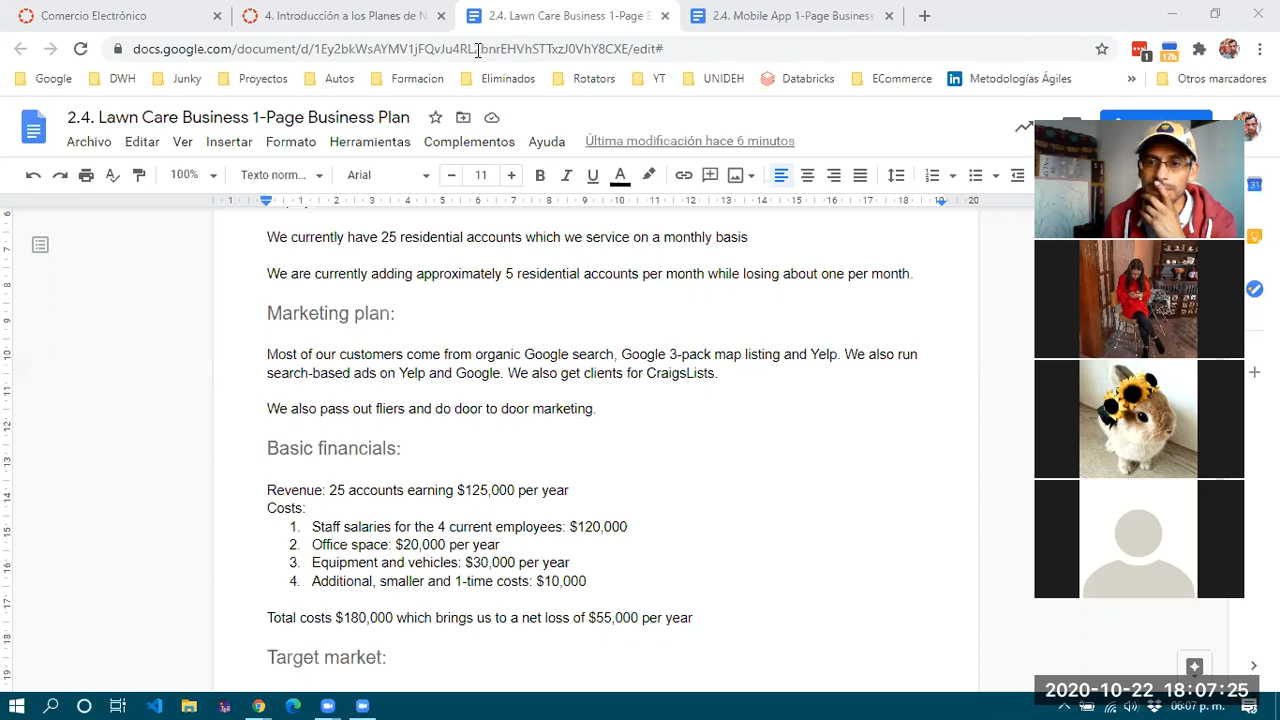 Comercio Electrónico
4. Introducción a los Planes de N
2.4. Lawn Care Business 1-Page E
2.4. Mobile App 1-Page Business
Google
DWH
Junky
Proyectos
Autos
Formacion
Eliminados
Rotators
YT
UNIDEH
Databricks
ECommerce
Metodologías Ágiles
»
Otros marcadores
2.4. Lawn Care Business 1-Page Business Plan
Archivo Editar Ver Insertar Formato Herramientas Complementos Ayuda
Última modificación hace 6 minutos
100% Texto norm... Arial 11
We currently have 25 residential accounts which we service on a monthly basis
We are currently adding approximately 5 residential accounts per month while losing about one per month.
Marketing plan:
Most of our customers come from organic Google search, Google 3-pack map listing and Yelp. We also run
search-based ads on Yelp and Google. We also get clients for CraigsLists.
We also pass out fliers and do door to door marketing.
Basic financials:
Revenue: 25 accounts earning $125,000 per year
Costs:
1. Staff salaries for the 4 current employees: $120,000
2. Office space: $20,000 per year
3. Equipment and vehicles: $30,000 per year
4. Additional, smaller and 1-time costs: $10,000
Total costs $180,000 which brings us to a net loss of $55,000 per year
Target market:
2020-10-22 18:07:25
06:07 p. m.